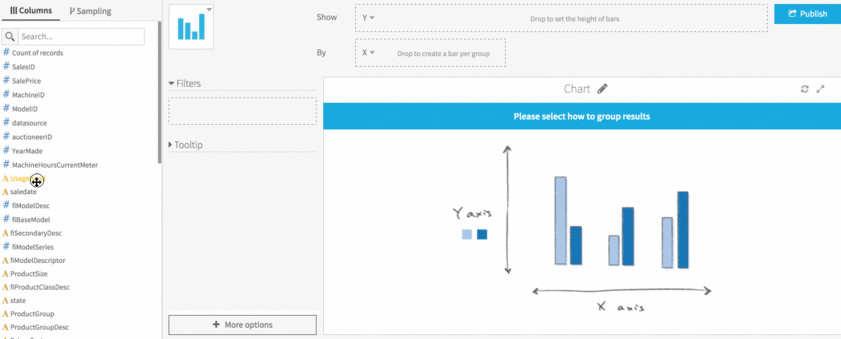 Columns
Sampling
Search...
# Count of records
# SalesID
# SalePrice
# MachineID
# ModelID
# datasource
# auctioneerID
# YearMade
# MachineHoursCurrentMeter
A
A saledate
# fiModelDesc
# fiBaseModel
A fiSecondaryDesc
# fiModelSeries
A fiModelDescriptor
A ProductSize
A fiProductClassDesc
A state
A ProductGroup
A ProductGroupDesc
Show
Y
Drop to set the height of bars
Publish
By
X
Drop to create a bar per group
Filters
Tooltip
+ More options
Chart
Please select how to group results
Y axis
X axis